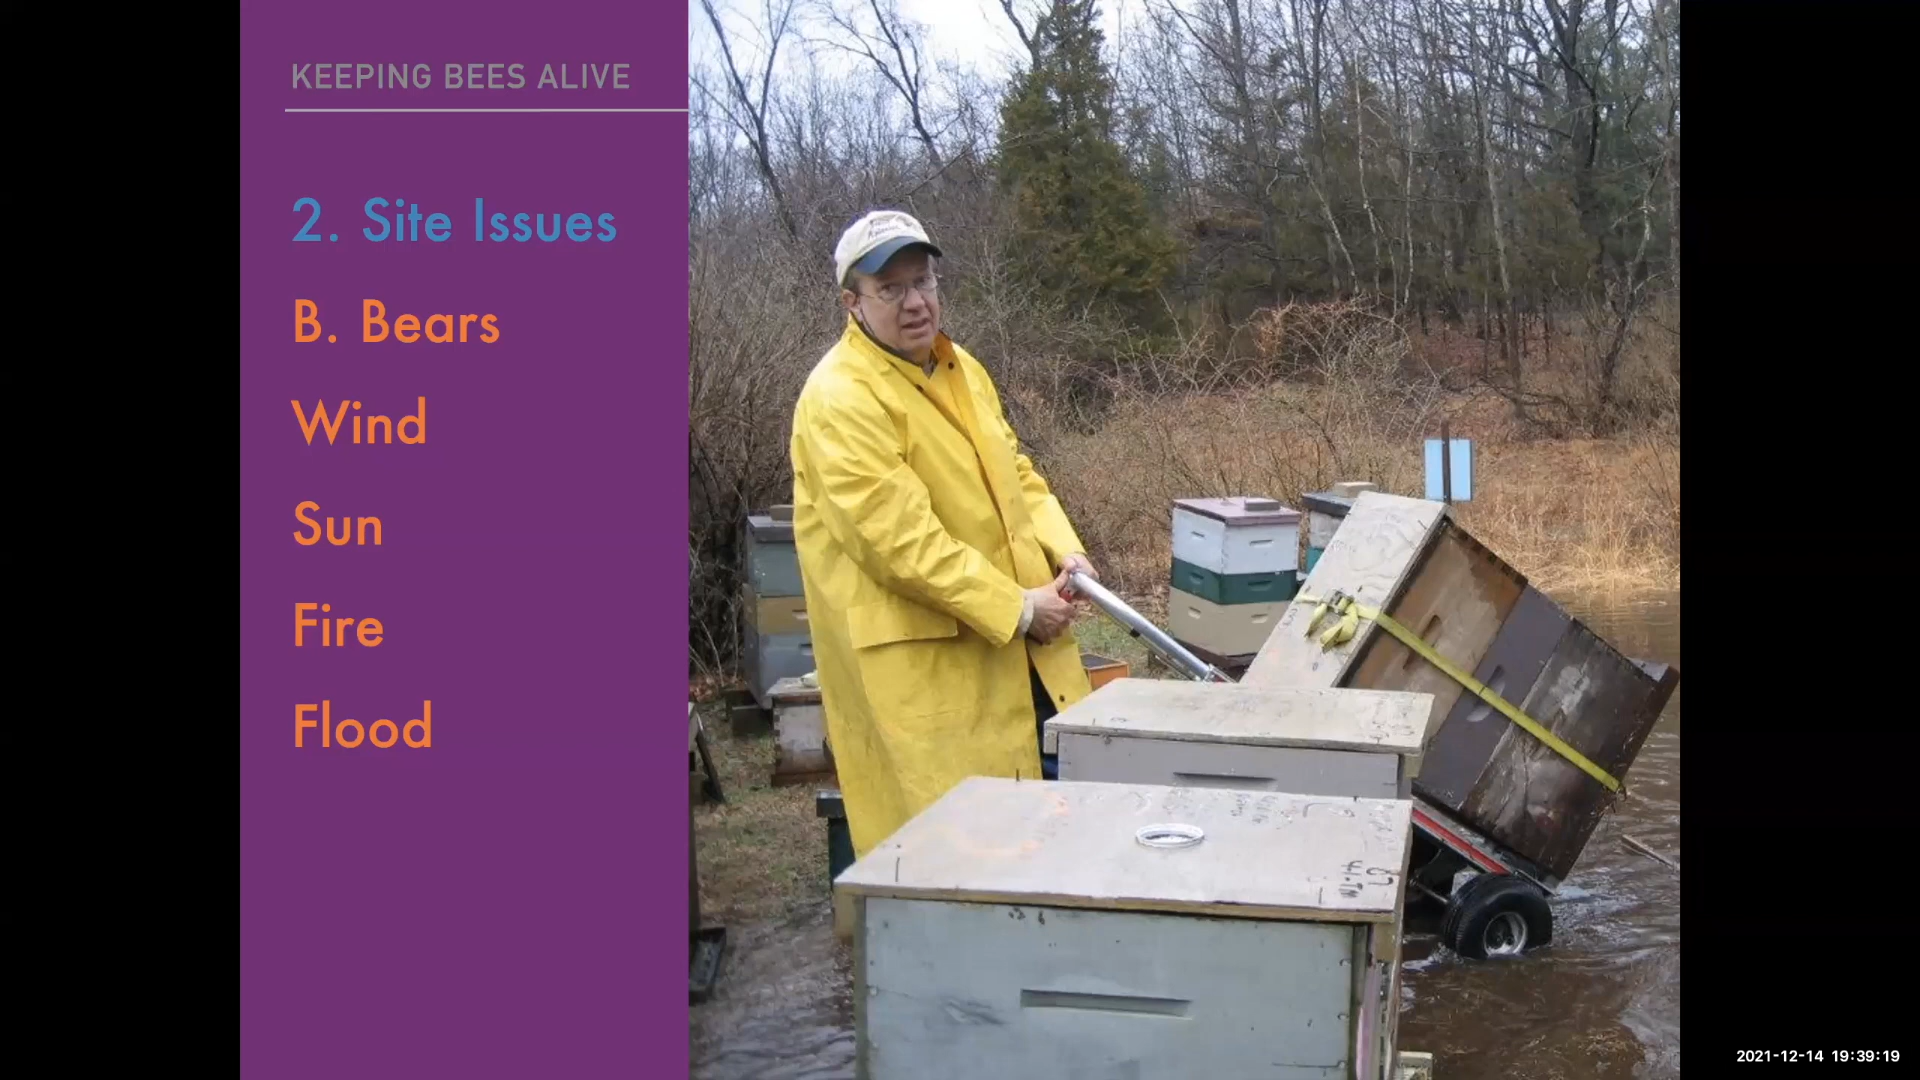 KEEPING BEES ALIVE
2. Site Issues
B. Bears
Wind
Sun
Fire
Flood
2021-12-14 19:39:19